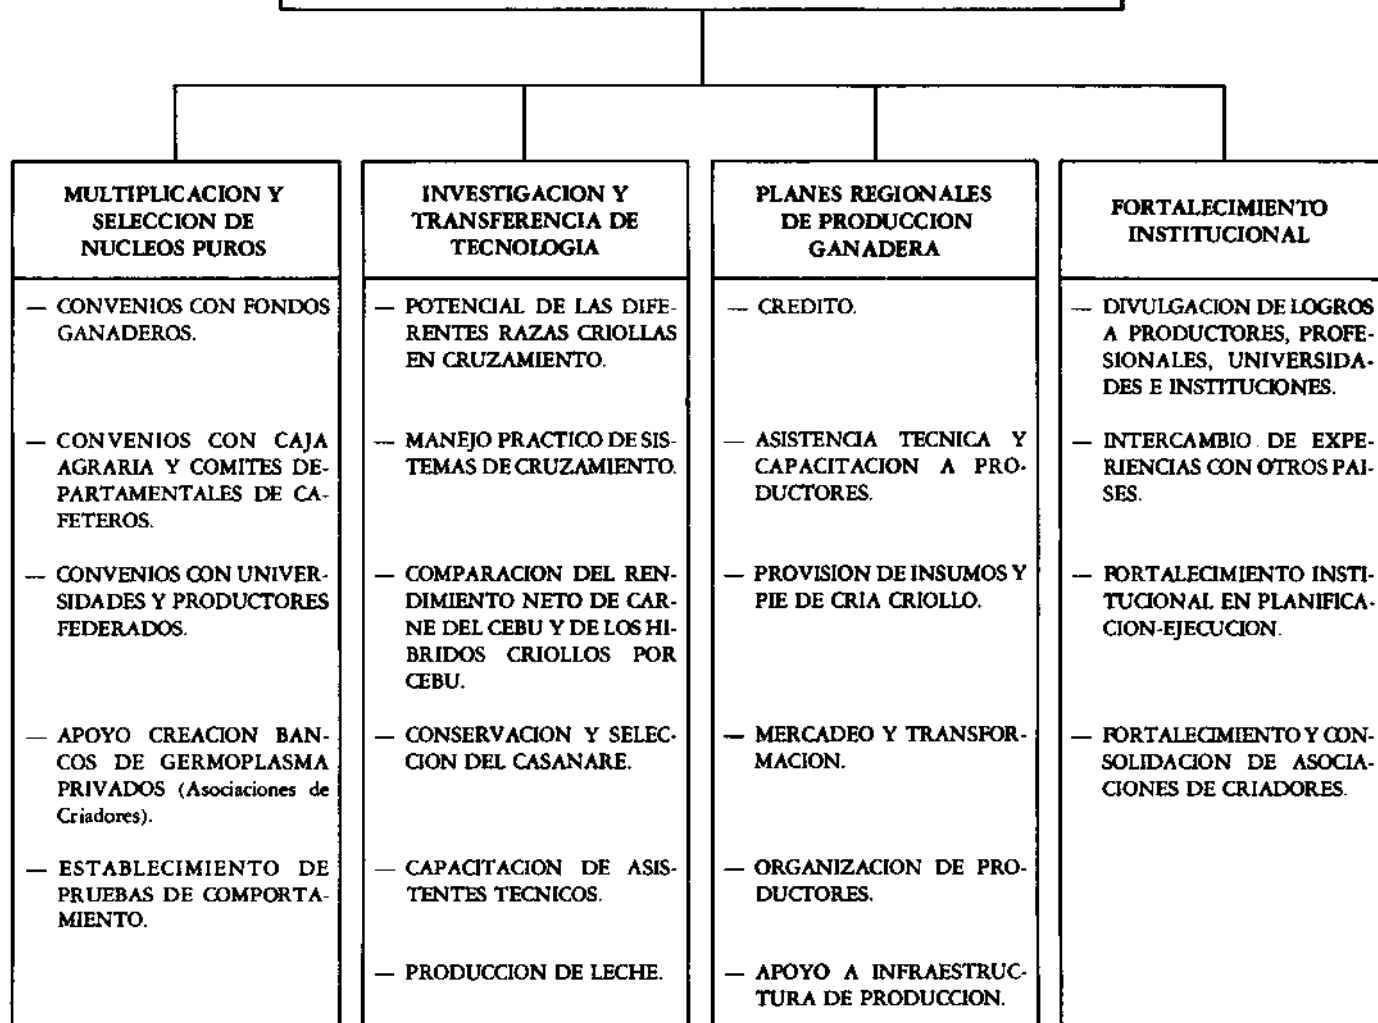 MULTIPLICACION Y
SELECCION DE
NUCLEOS PUROS
— CONVENIOS CON FONDOS
GANADEROS.
— CONVENIOS CON CAJA
AGRARIA Y COMITES DE-
PARTAMENTALES DE CA-
FETEROS.
— CONVENIOS CON UNIVER-
SIDADES Y PRODUCTORES
FEDERADOS.
— APOYO CREACION BAN-
COS DE GERMOPLASMA
PRIVADOS (Asociaciones de
Criadores).
— ESTABLECIMIENTO DE
PRUEBAS DE COMPORTA-
MIENTO.
INVESTIGACION Y
TRANSFERENCIA DE
TECNOLOGIA
— POTENCIAL DE LAS DIFE-
RENTES RAZAS CRIOLLAS
EN CRUZAMIENTO.
— MANEJO PRACTICO DE SIS-
TEMAS DE CRUZAMIENTO.
— COMPARACION DEL REN-
DIMIENTO NETO DE CAR-
NE DEL CEBU Y DE LOS HI-
BRIDOS CRIOLLOS POR
CEBU.
— CONSERVACION Y SELEC-
CION DEL CASANARE.
— CAPACITACION DE ASIS-
TENTES TECNICOS.
— PRODUCCION DE LECHE.
PLANES REGIONALES
DE PRODUCCION
GANADERA
— CREDITO.
— ASISTENCIA TECNICA Y
CAPACITACION A PRO-
DUCTORES.
— PROVISION DE INSUMOS Y
PIE DE CRIA CRIOLLO.
— MERCADEO Y TRANSFOR-
MACION.
— ORGANIZACION DE PRO-
DUCTORES.
— APOYO A INFRAESTRUC-
TURA DE PRODUCCION.
FORTALECIMIENTO
INSTITUCIONAL
— DIVULGACION DE LOGROS
A PRODUCTORES, PROFE-
SIONALES, UNIVERSIDA-
DES E INSTITUCIONES.
— INTERCAMBIO DE EXPE-
RIENCIAS CON OTROS PAI-
SES.
— FORTALECIMIENTO INSTI-
TUCIONAL EN PLANIFICA-
CION-EJECUCION.
— FORTALECIMIENTO Y CON-
SOLIDACION DE ASOCIA-
CIONES DE CRIADORES.